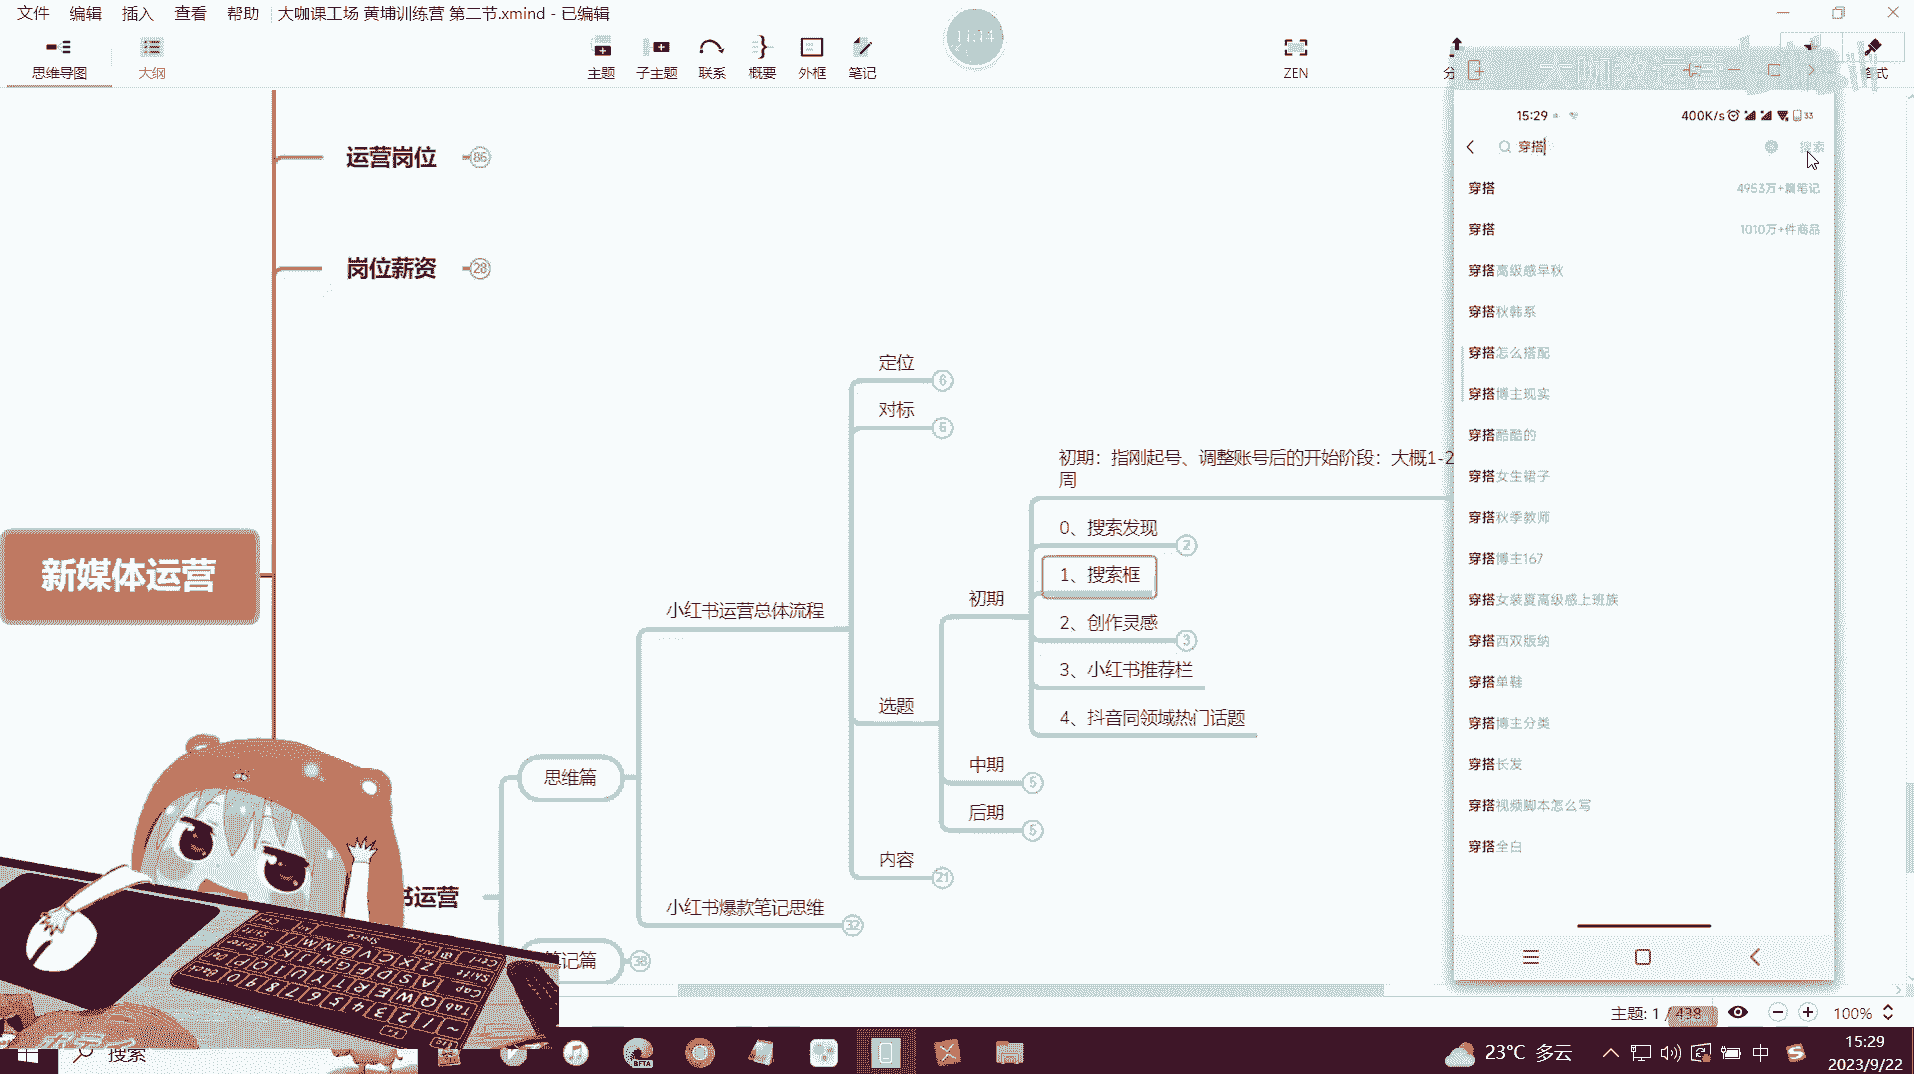 文件 编辑 插入 查看 帮助 大咖课工场 黄埔训练营 第二节.xmind - 已编辑
思维导图 大纲 主题 子主题 联系 概要 外框 笔记 ZEN
11:14
运营岗位 86
岗位薪资 28
新媒体运营
思维篇
小红书运营总体流程
定位 6
对标 6
选题
初期
初期：指刚起号、调整账号后的开始阶段：大概1-2
周
0、搜索发现 2
1、搜索框
2、创作灵感 3
3、小红书推荐栏
4、抖音同领域热门话题
中期 5
后期 5
内容 21
小红书爆款笔记思维 32
书运营
笔记篇 38
15:29 400K/s 33
穿搭 搜索
穿搭 4953万+篇笔记
穿搭 1010万+件商品
穿搭高级感早秋
穿搭秋韩系
穿搭怎么搭配
穿搭博主现实
穿搭酷酷的
穿搭女生裙子
穿搭秋季教师
穿搭博主167
穿搭女装夏高级感上班族
穿搭西双版纳
穿搭单鞋
穿搭博主分类
穿搭长发
穿搭视频脚本怎么写
穿搭全白
主题: 1 / 438 100%
搜索 BETA 23°C 多云 中 15:29
2023/9/22